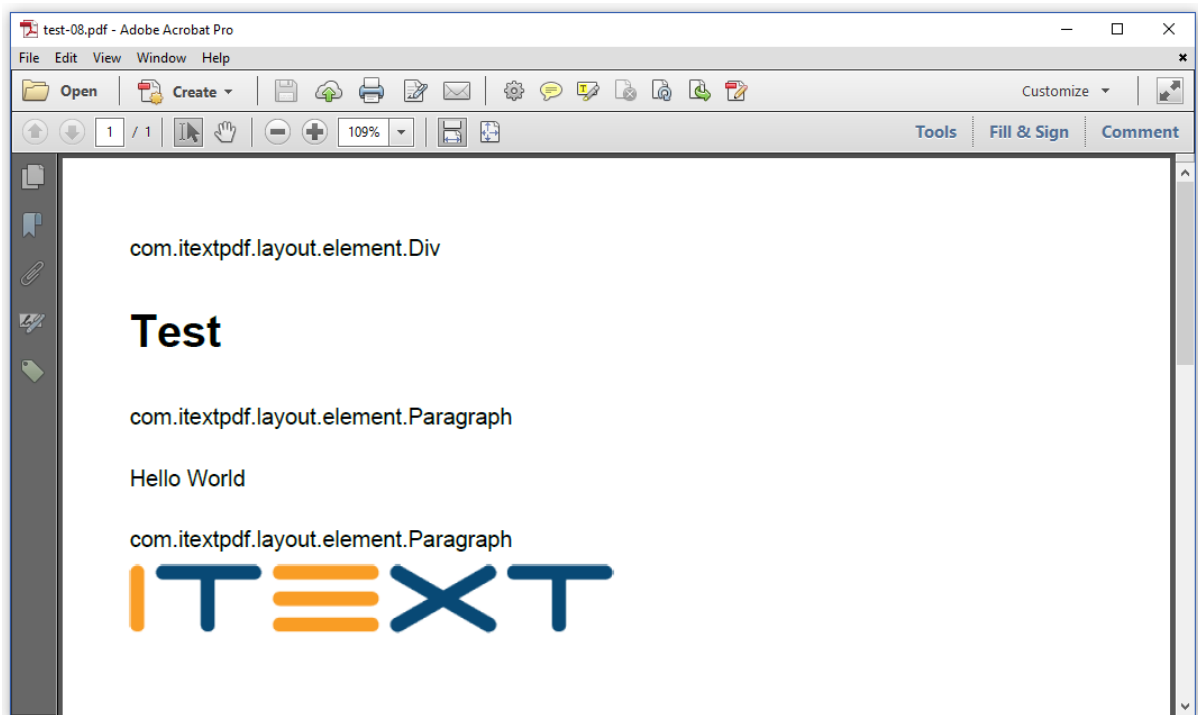 test-08.pdf - Adobe Acrobat Pro
File Edit View Window Help
Open Create Customize
1 / 1 109% Tools Fill & Sign Comment
com.itextpdf.layout.element.Div
Test
com.itextpdf.layout.element.Paragraph
Hello World
com.itextpdf.layout.element.Paragraph
ITEXT